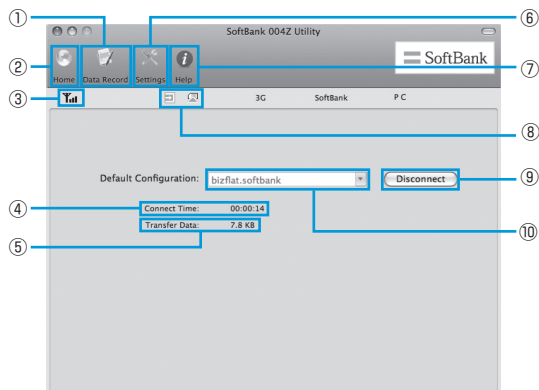 ①
⑥
SoftBank 004Z Utility
SoftBank
②
Home
Data Record
Settings
Help
⑦
③
3G
SoftBank
PC
⑧
Default Configuration:
bizflat.softbank
Disconnect
⑨
④
Connect Time: 00:00:14
Transfer Data: 7.8 KB
⑩
⑤